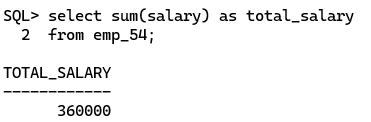 SQL> select sum(salary) as total_salary
  2  from emp_54;
TOTAL_SALARY
------------
      360000